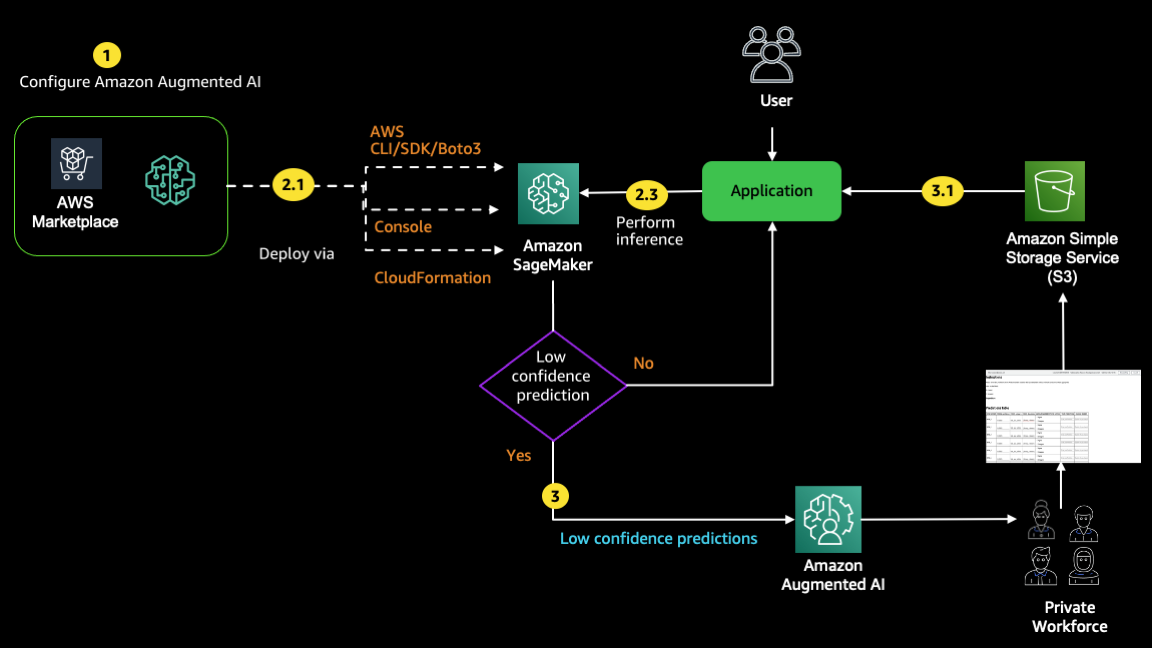 1
Configure Amazon Augmented AI
AWS
Marketplace
2.1
Deploy via
AWS
CLI/SDK/Boto3
Console
CloudFormation
Amazon
SageMaker
User
Application
2.3
Perform
inference
3.1
Amazon Simple
Storage Service
(S3)
Low
confidence
prediction
No
Yes
3
Low confidence predictions
Amazon
Augmented AI
Private
Workforce